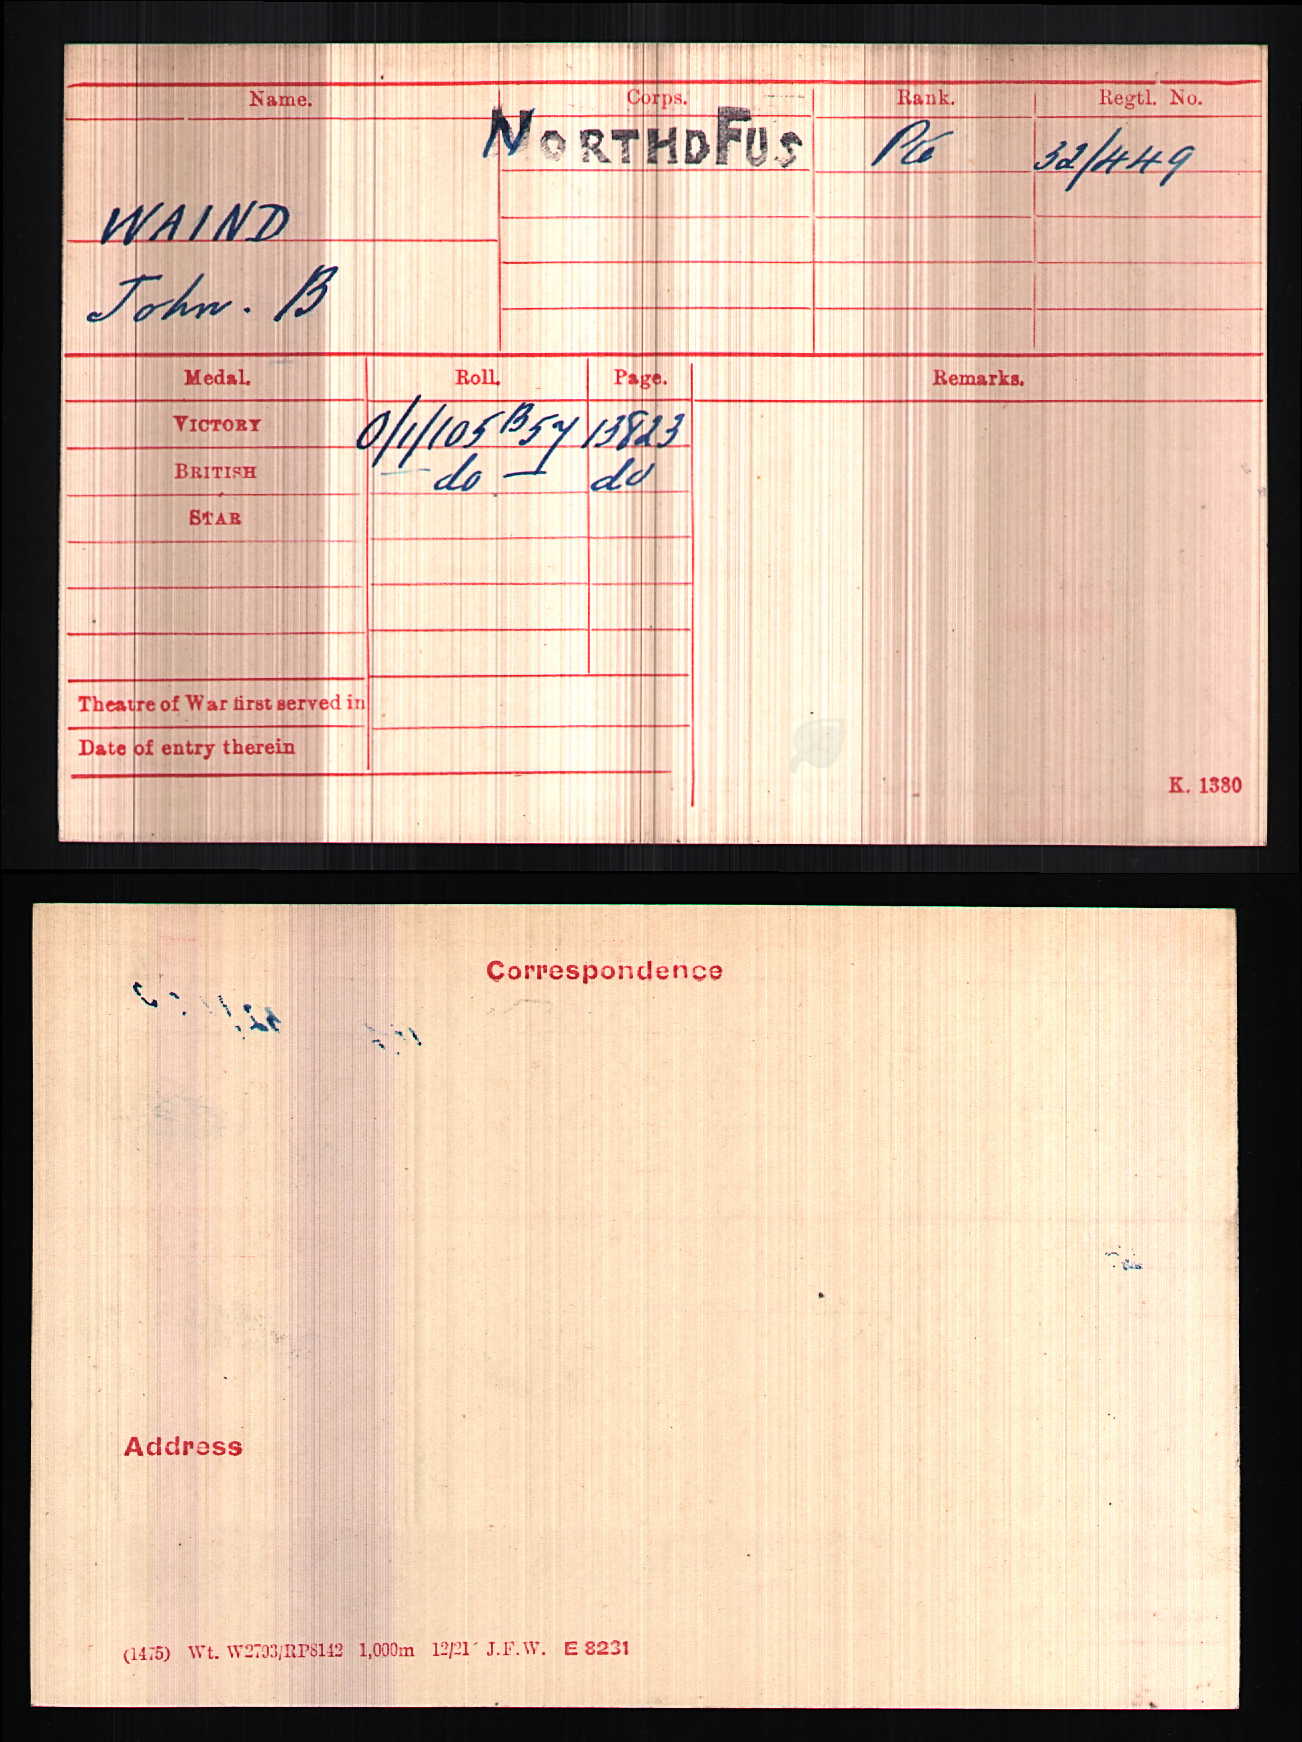 Name. Corps. Rank. Regtl. No.
NORTHD FUS Pte 32/449
WAIND
John. B
Medal. Roll. Page. Remarks.
VICTORY 0/1/105 B57 13823
BRITISH — do — do
STAR
Theatre of War first served in
Date of entry therein
K. 1380
Correspondence
Address
(1475) Wt. W2793/RP8142 1,000m 12/21 J.F.W. E 8231